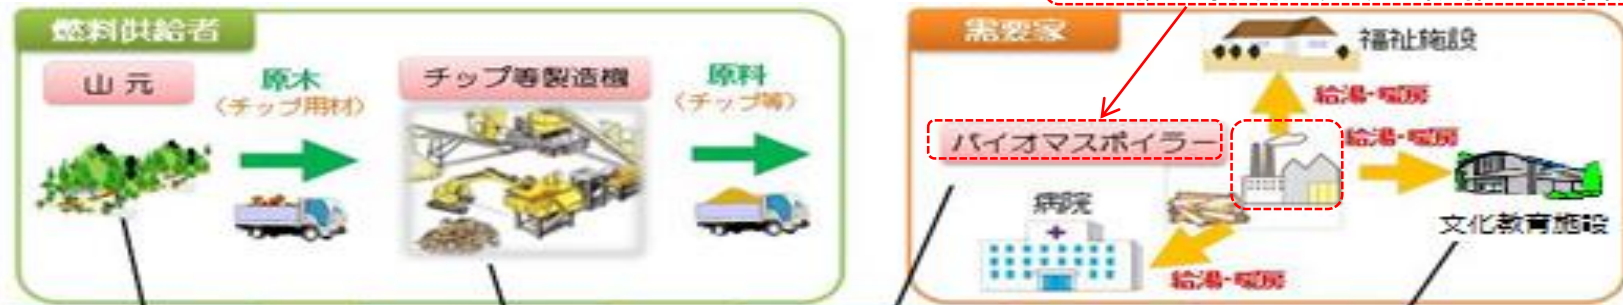 燃料供給者
山元
原木
（チップ用材）
チップ等製造機
原料
（チップ等）
需要家
福祉施設
給湯・暖房
バイオマスボイラー
給湯・暖房
病院
文化教育施設
給湯・暖房